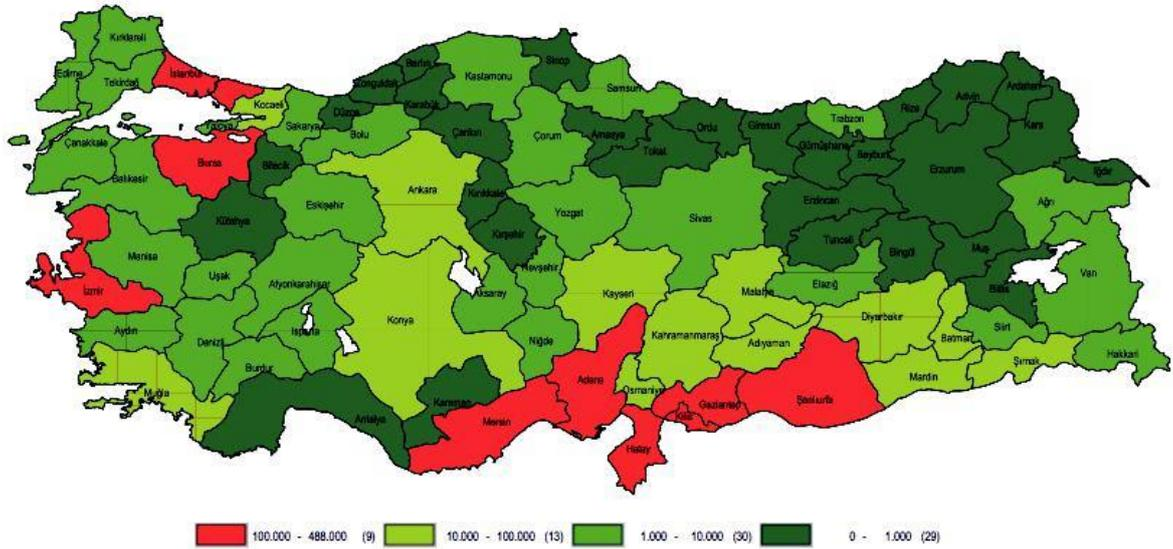 Kırklareli
Edirne
Tekirdağ
İstanbul
Kocaeli
Yalova
Sakarya
Düzce
Bolu
Zonguldak
Bartın
Karabük
Kastamonu
Sinop
Samsun
Çankırı
Çorum
Amasya
Tokat
Ordu
Giresun
Gümüşhane
Trabzon
Bayburt
Rize
Artvin
Ardahan
Kars
Erzurum
Iğdır
Ağrı
Çanakkale
Balıkesir
Bursa
Bilecik
Kütahya
Eskişehir
Ankara
Kırıkkale
Kırşehir
Yozgat
Sivas
Erzincan
Tunceli
Bingöl
Muş
Bitlis
Van
Manisa
İzmir
Uşak
Afyonkarahisar
Konya
Aksaray
Nevşehir
Kayseri
Malatya
Elazığ
Diyarbakır
Batman
Siirt
Şırnak
Hakkari
Aydın
Denizli
Isparta
Burdur
Niğde
Kahramanmaraş
Adıyaman
Mardin
Muğla
Antalya
Karaman
Mersin
Adana
Osmaniye
Gaziantep
Kilis
Şanlıurfa
Hatay
100.000 - 488.000 (9)
10.000 - 100.000 (13)
1.000 - 10.000 (30)
0 - 1.000 (29)